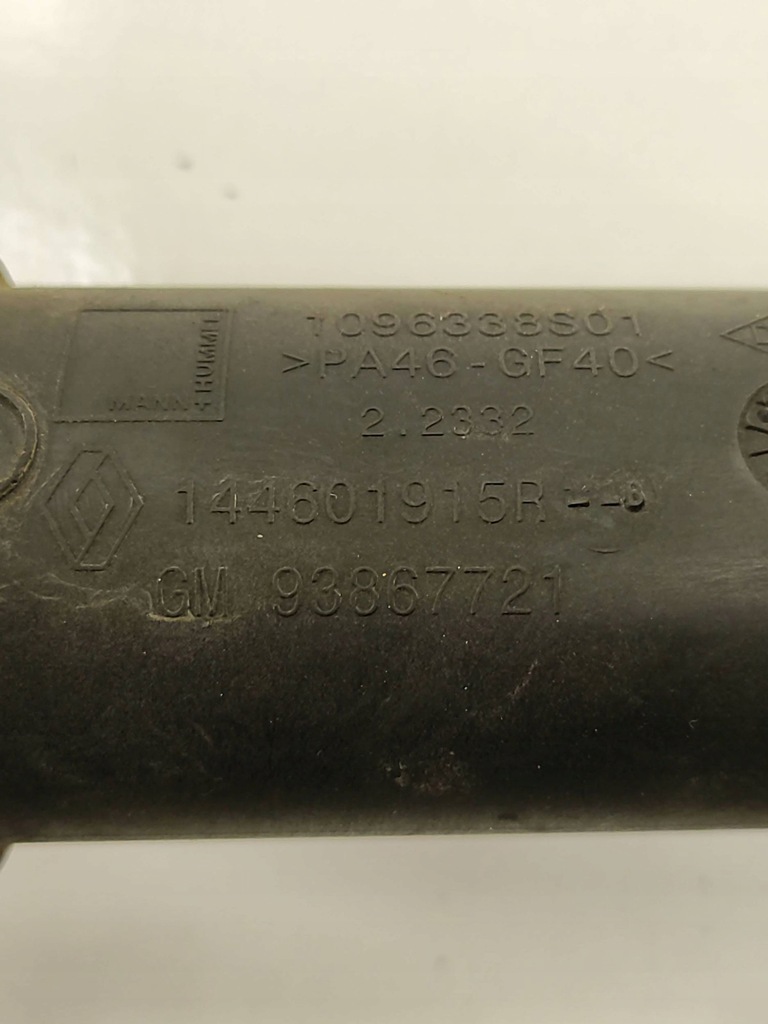 MANN+HUMMEL
1096338S01
>PA46-GF40<
2.2332
144601915R--D
GM 93867721